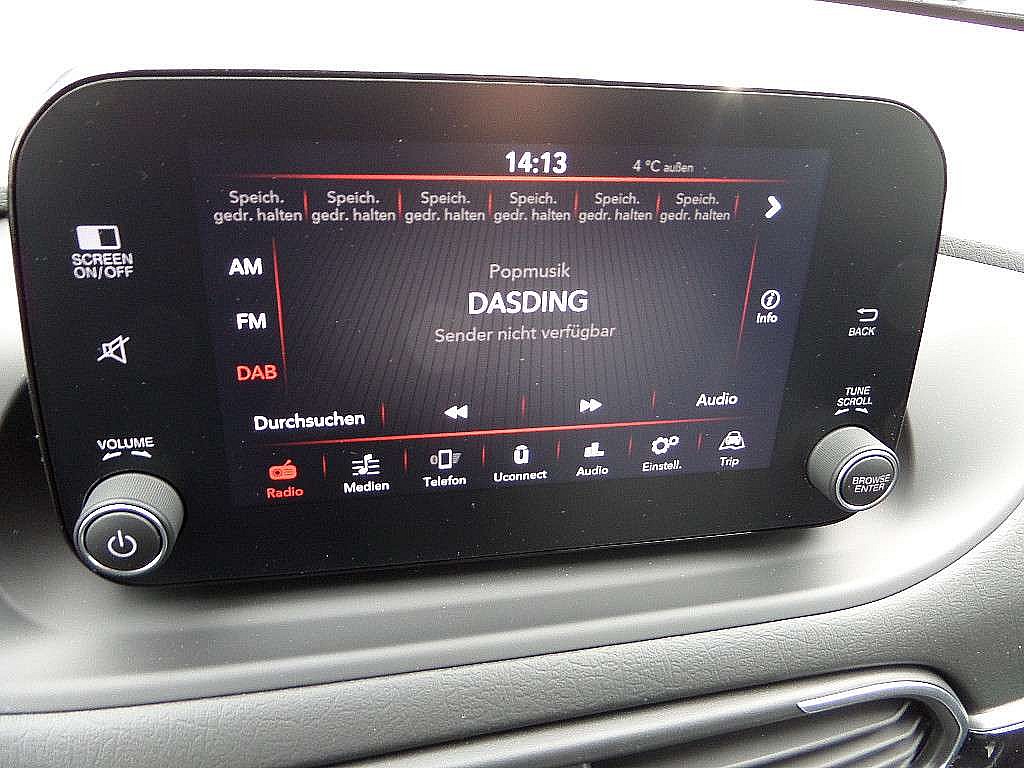 14:13
4 °C außen
Speich. Speich. Speich. Speich. Speich. Speich.
gedr. halten gedr. halten gedr. halten gedr. halten gedr. halten gedr. halten
SCREEN
ON/OFF
AM
Popmusik
DASDING
Info
FM
Sender nicht verfügbar
BACK
DAB
TUNE
SCROLL
Durchsuchen
Audio
VOLUME
Radio
Medien
Telefon
Uconnect
Audio
Einstell.
Trip
BROWSE
ENTER